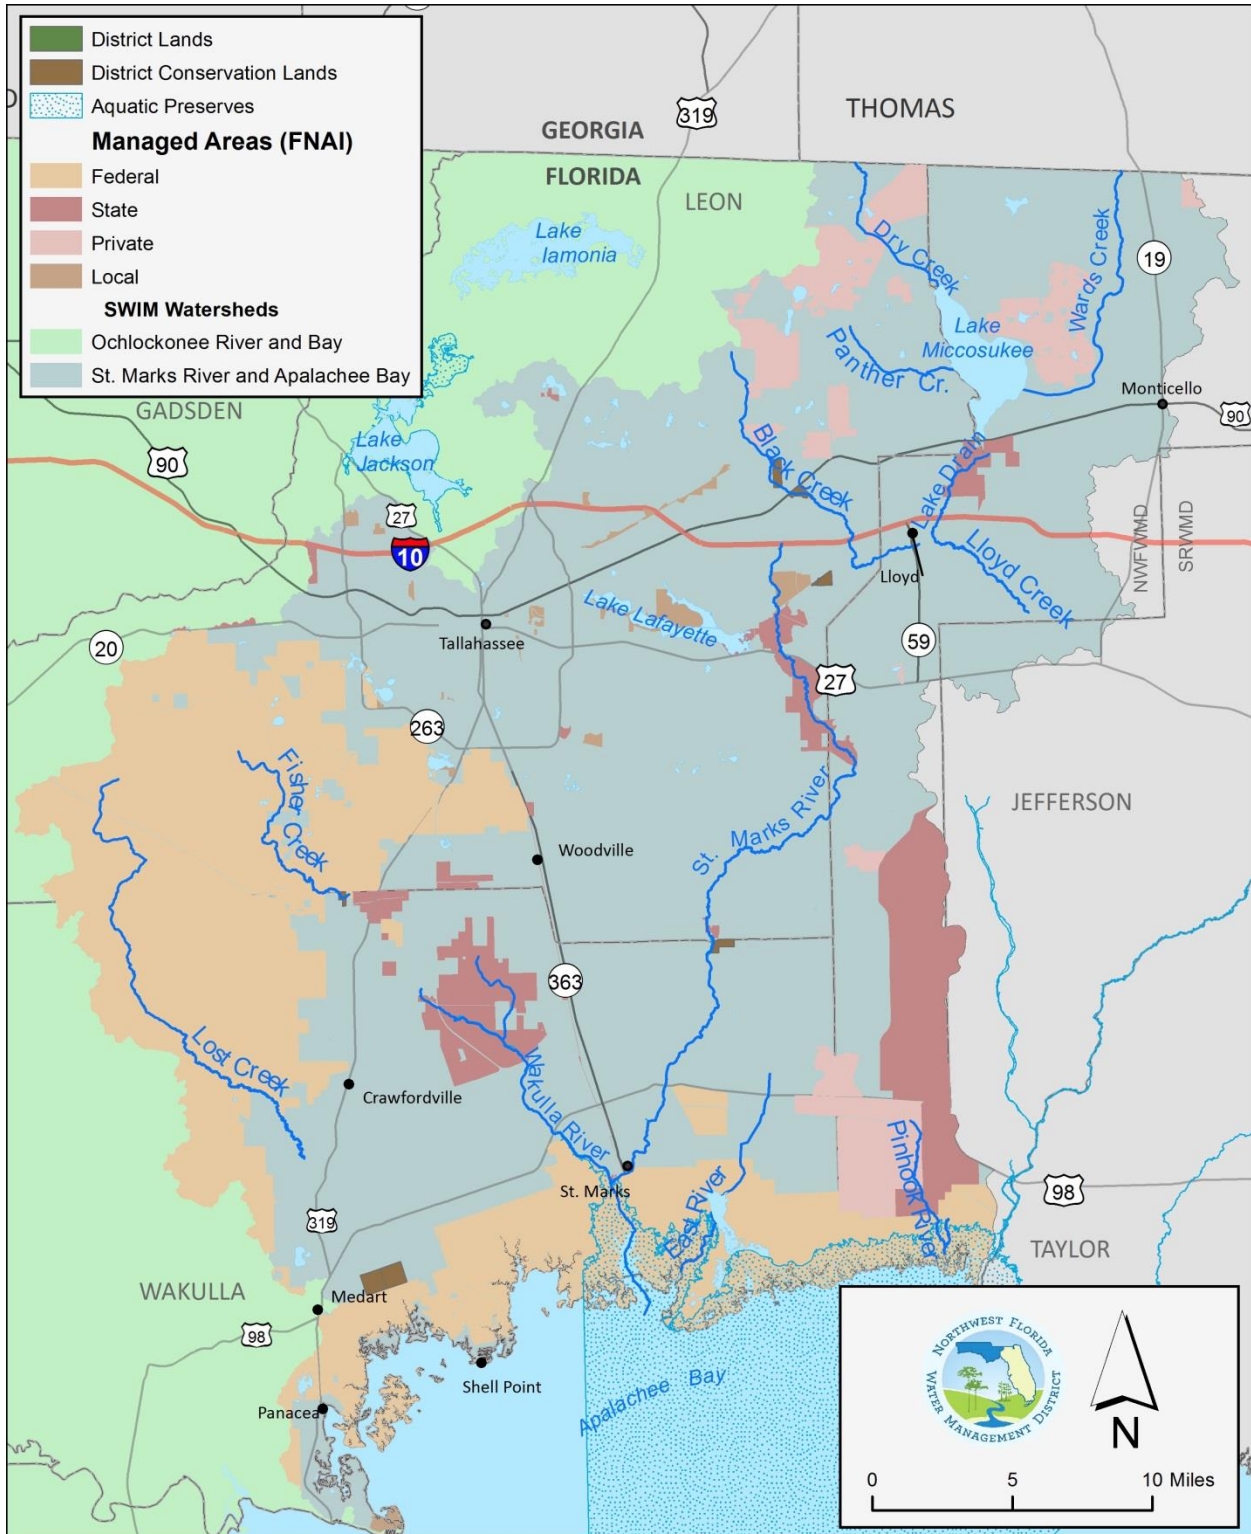 District Lands
District Conservation Lands
Aquatic Preserves
Managed Areas (FNAI)
Federal
State
Private
Local
SWIM Watersheds
Ochlockonee River and Bay
St. Marks River and Apalachee Bay
319
THOMAS
GEORGIA
FLORIDA
LEON
Lake
Iamonia
Dry Creek
Wards Creek
19
Lake
Miccosukee
Panther Cr.
Monticello
90
GADSDEN
Lake
Jackson
90
27
10
Black Creek
Lake Drain
Lloyd
Lloyd Creek
NWFWMD
SRWMD
Lake Lafayette
Tallahassee
20
59
27
263
Fisher Creek
St. Marks River
JEFFERSON
Woodville
363
Lost Creek
Crawfordville
Wakulla River
Pinhook River
St. Marks
East River
98
319
TAYLOR
WAKULLA
Medart
98
Shell Point
Panacea
Apalachee Bay
NORTHWEST FLORIDA
WATER MANAGEMENT DISTRICT
N
0 5 10 Miles